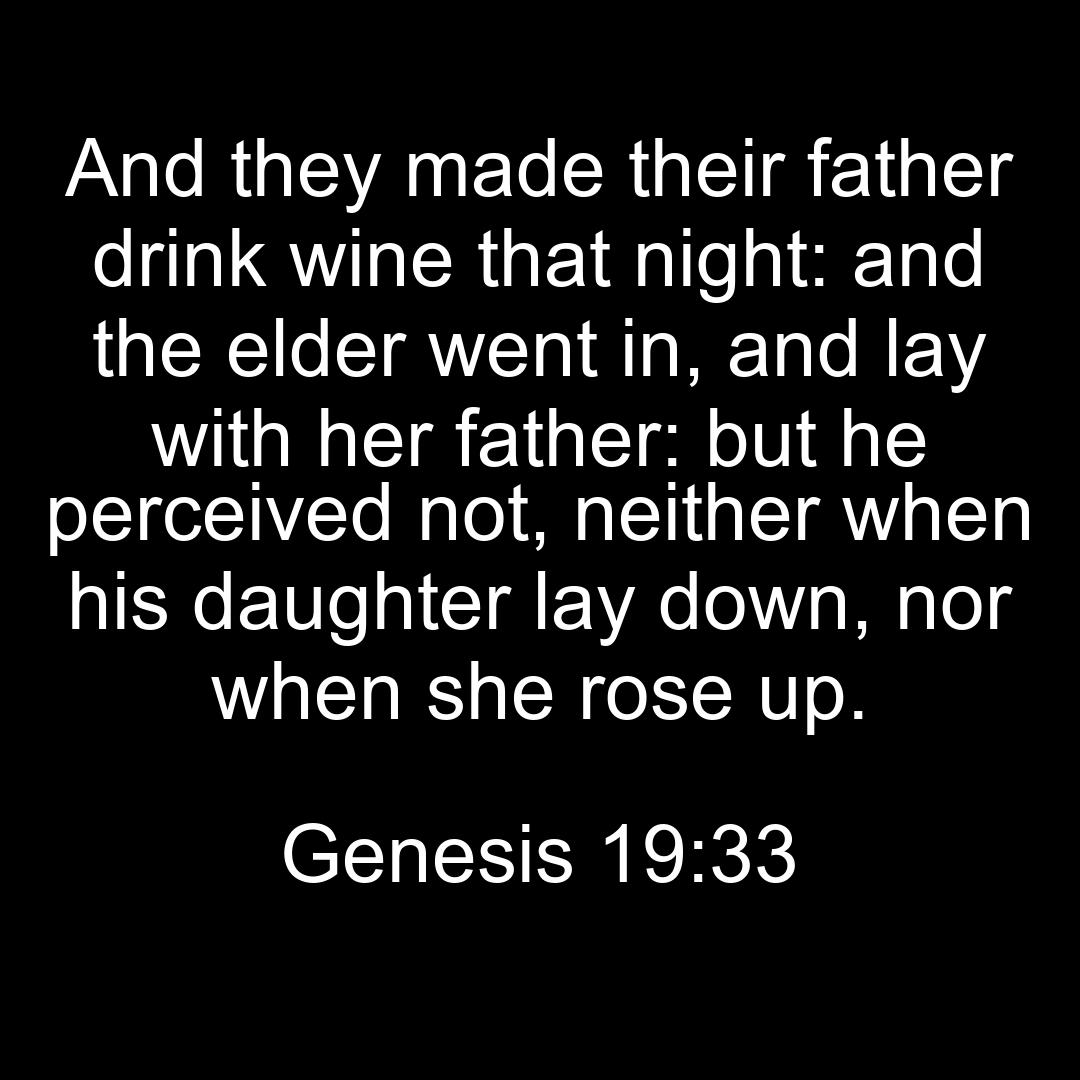 And they made their father
drink wine that night: and
the elder went in, and lay
with her father: but he
perceived not, neither when
his daughter lay down, nor
when she rose up.
Genesis 19:33